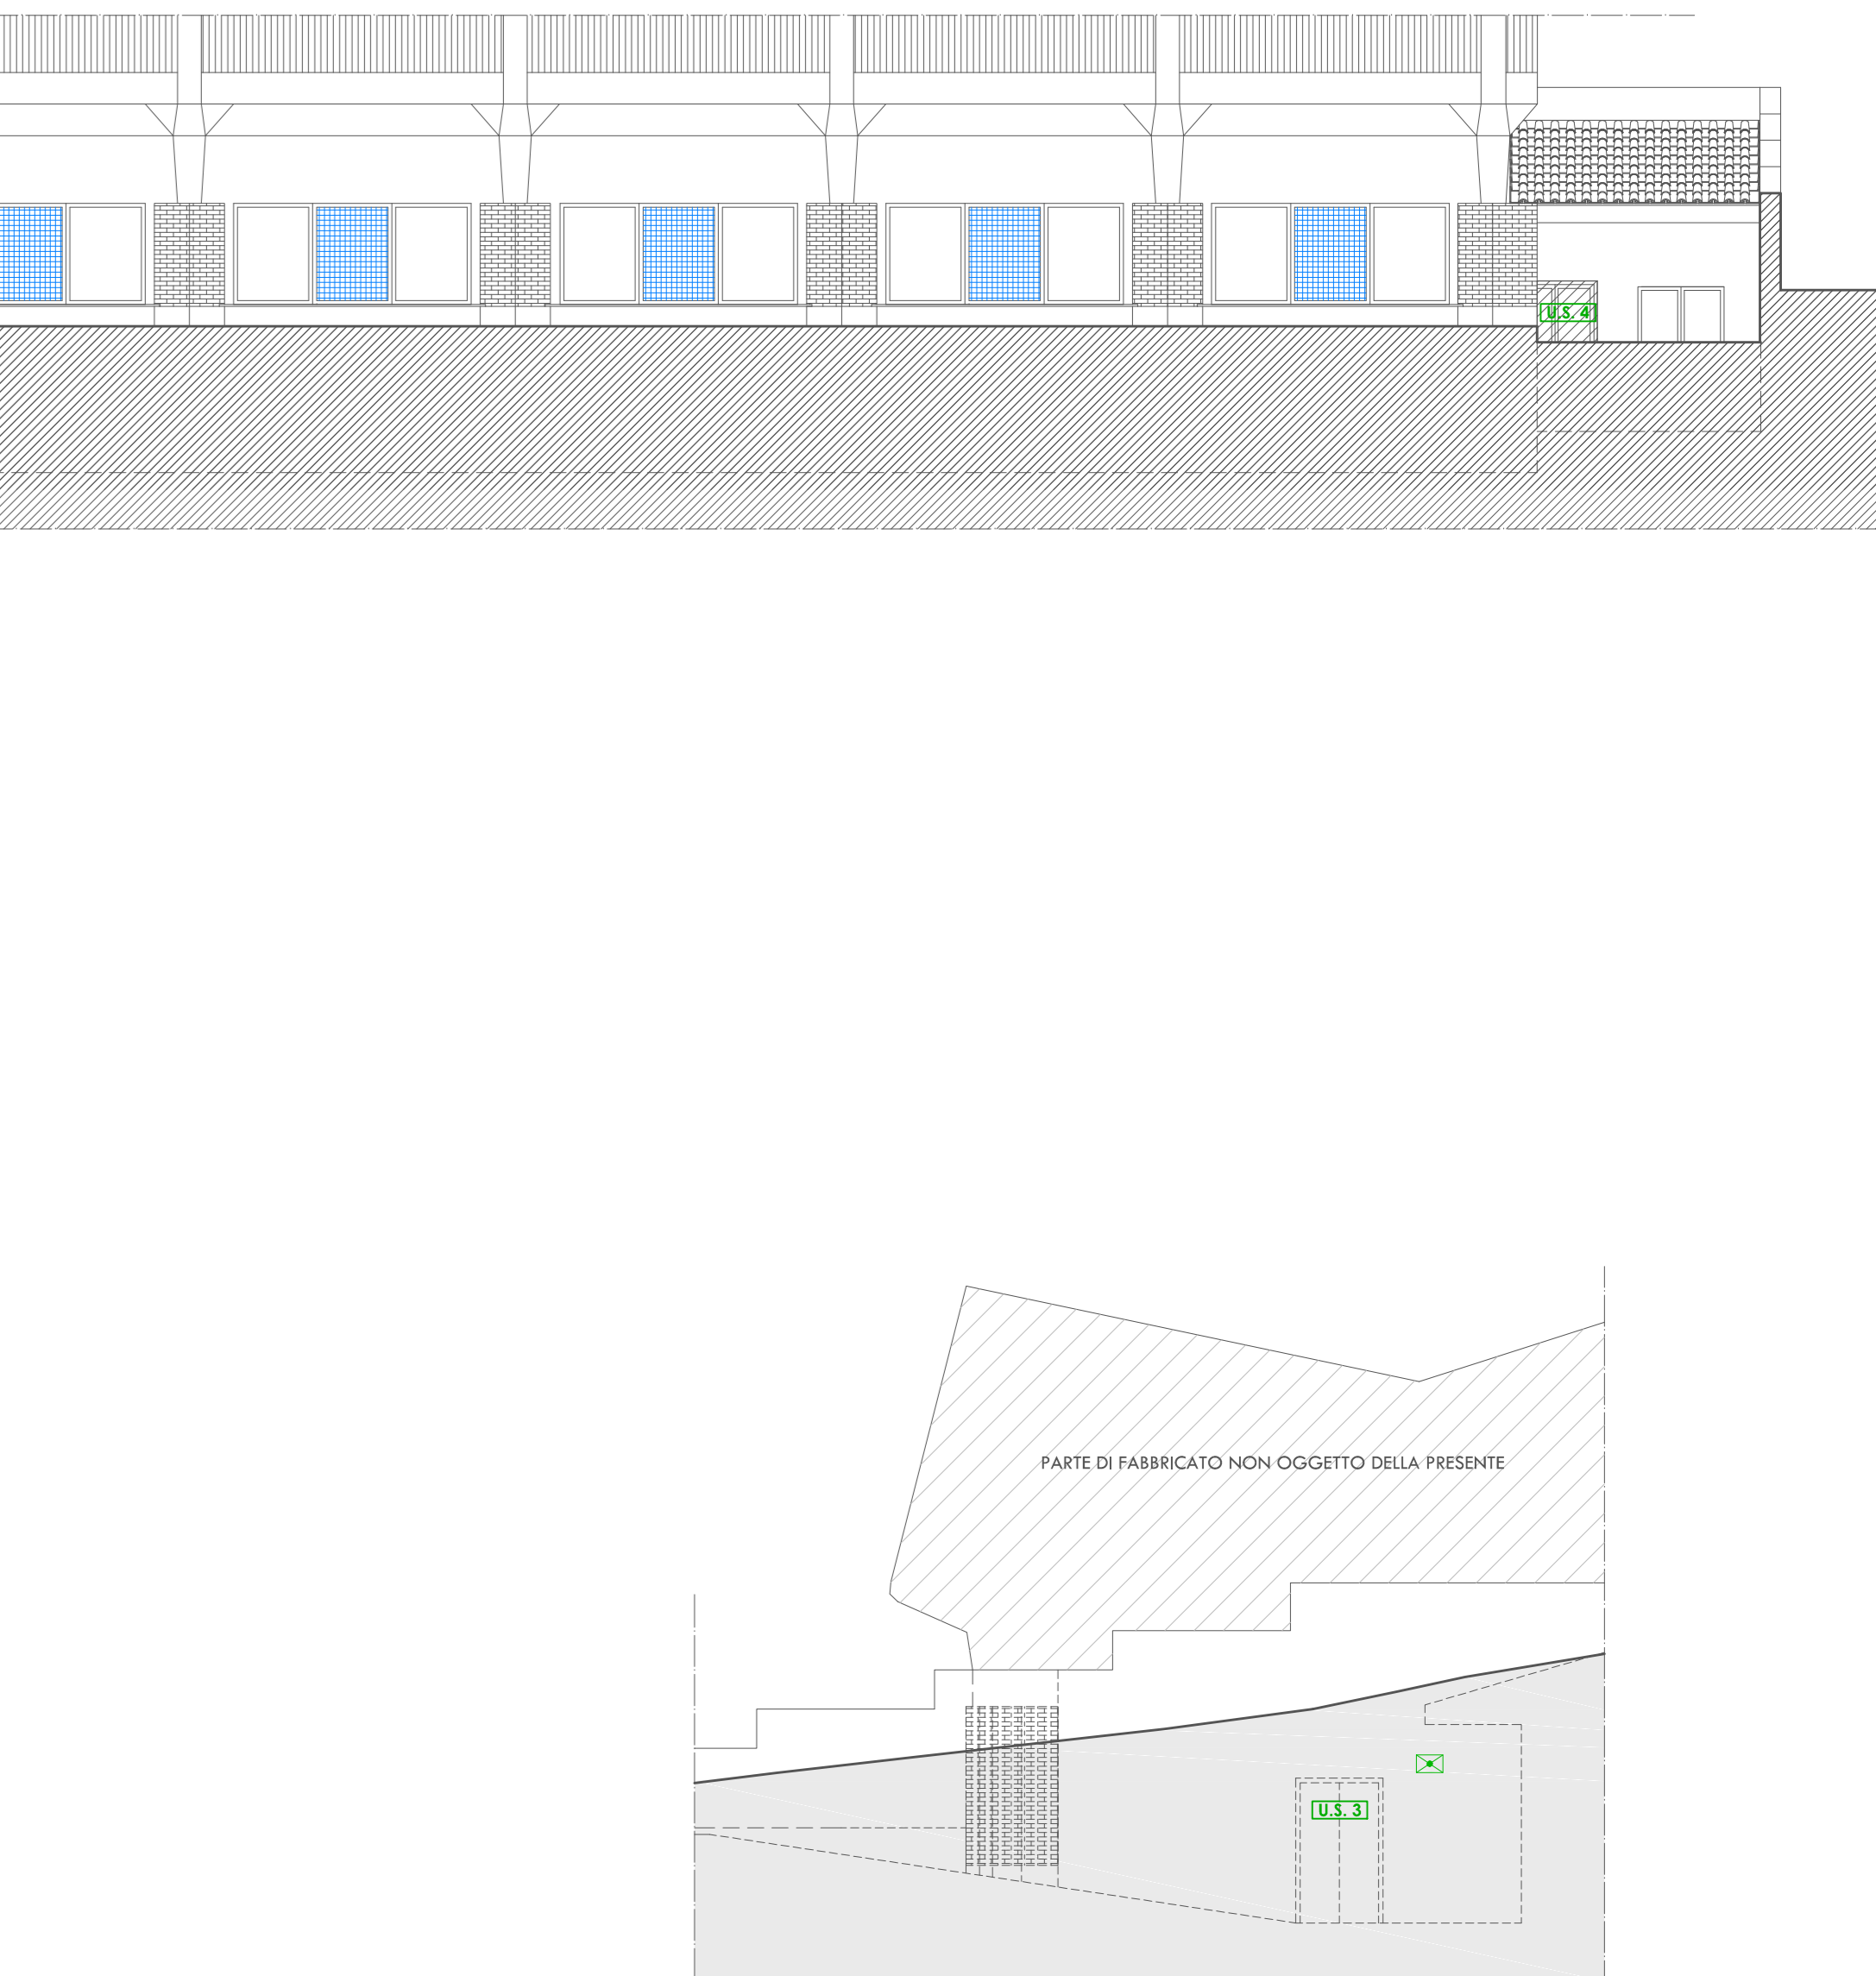 U.S. 4
PARTE DI FABBRICATO NON OGGETTO DELLA PRESENTE
U.S. 3